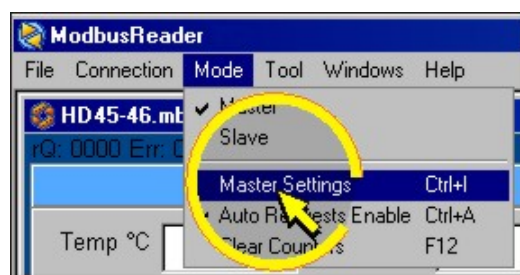 ModbusReader
File Connection Mode Tool Windows Help
HD45-46.mb
Master
Slave
rQ: 0000 Err:
Master Settings Ctrl+I
Auto Requests Enable Ctrl+A
Clear Counters F12
Temp °C